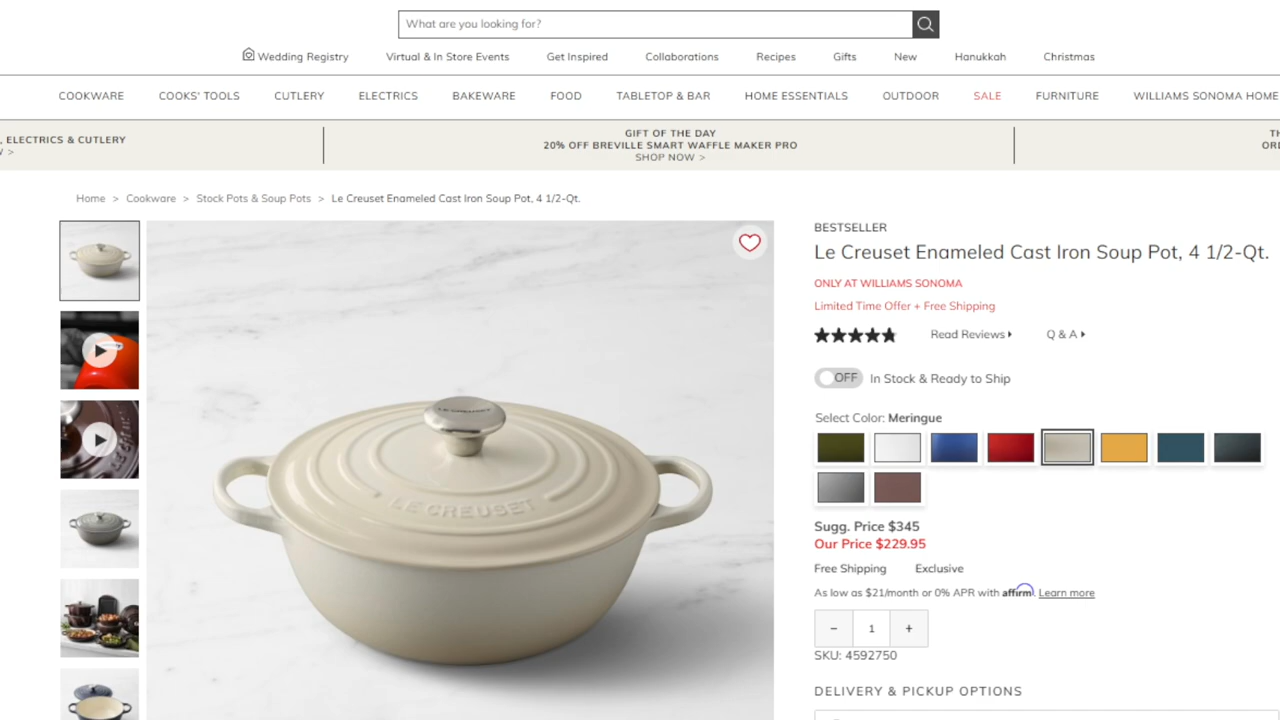 What are you looking for?
Wedding Registry
Virtual & In Store Events
Get Inspired
Collaborations
Recipes
Gifts
New
Hanukkah
Christmas
COOKWARE
COOKS' TOOLS
CUTLERY
ELECTRICS
BAKEWARE
FOOD
TABLETOP & BAR
HOME ESSENTIALS
OUTDOOR
SALE
FURNITURE
WILLIAMS SONOMA HOME
, ELECTRICS & CUTLERY
>
GIFT OF THE DAY
20% OFF BREVILLE SMART WAFFLE MAKER PRO
SHOP NOW >
Home > Cookware > Stock Pots & Soup Pots > Le Creuset Enameled Cast Iron Soup Pot, 4 1/2-Qt.
LE CREUSET
LE CREUSET
BESTSELLER
Le Creuset Enameled Cast Iron Soup Pot, 4 1/2-Qt.
ONLY AT WILLIAMS SONOMA
Limited Time Offer + Free Shipping
Read Reviews
Q & A
OFF
In Stock & Ready to Ship
Select Color: Meringue
Sugg. Price $345
Our Price $229.95
Free Shipping
Exclusive
As low as $21/month or 0% APR with affirm. Learn more
− 1 +
SKU: 4592750
DELIVERY & PICKUP OPTIONS